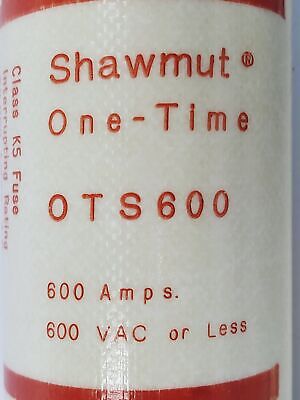 Shawmut®
One-Time
OTS600
600 Amps.
600 VAC or Less
Class K5 Fuse
Interrupting Rating